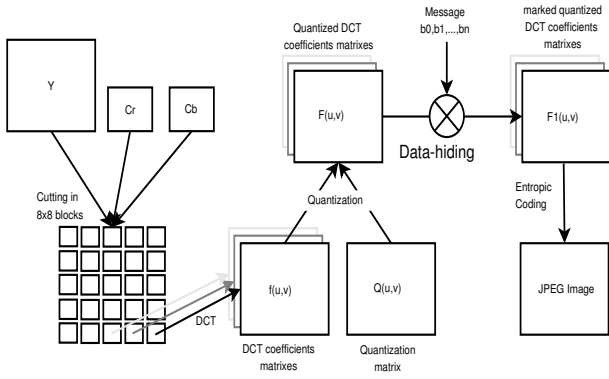 Y
Cr
Cb
Cutting in
8x8 blocks
DCT
f(u,v)
DCT coefficients
matrixes
Q(u,v)
Quantization
matrix
Quantization
Quantized DCT
coefficients matrixes
F(u,v)
Message
b0,b1,...,bn
Data-hiding
marked quantized
DCT coefficients
matrixes
F1(u,v)
Entropic
Coding
JPEG Image